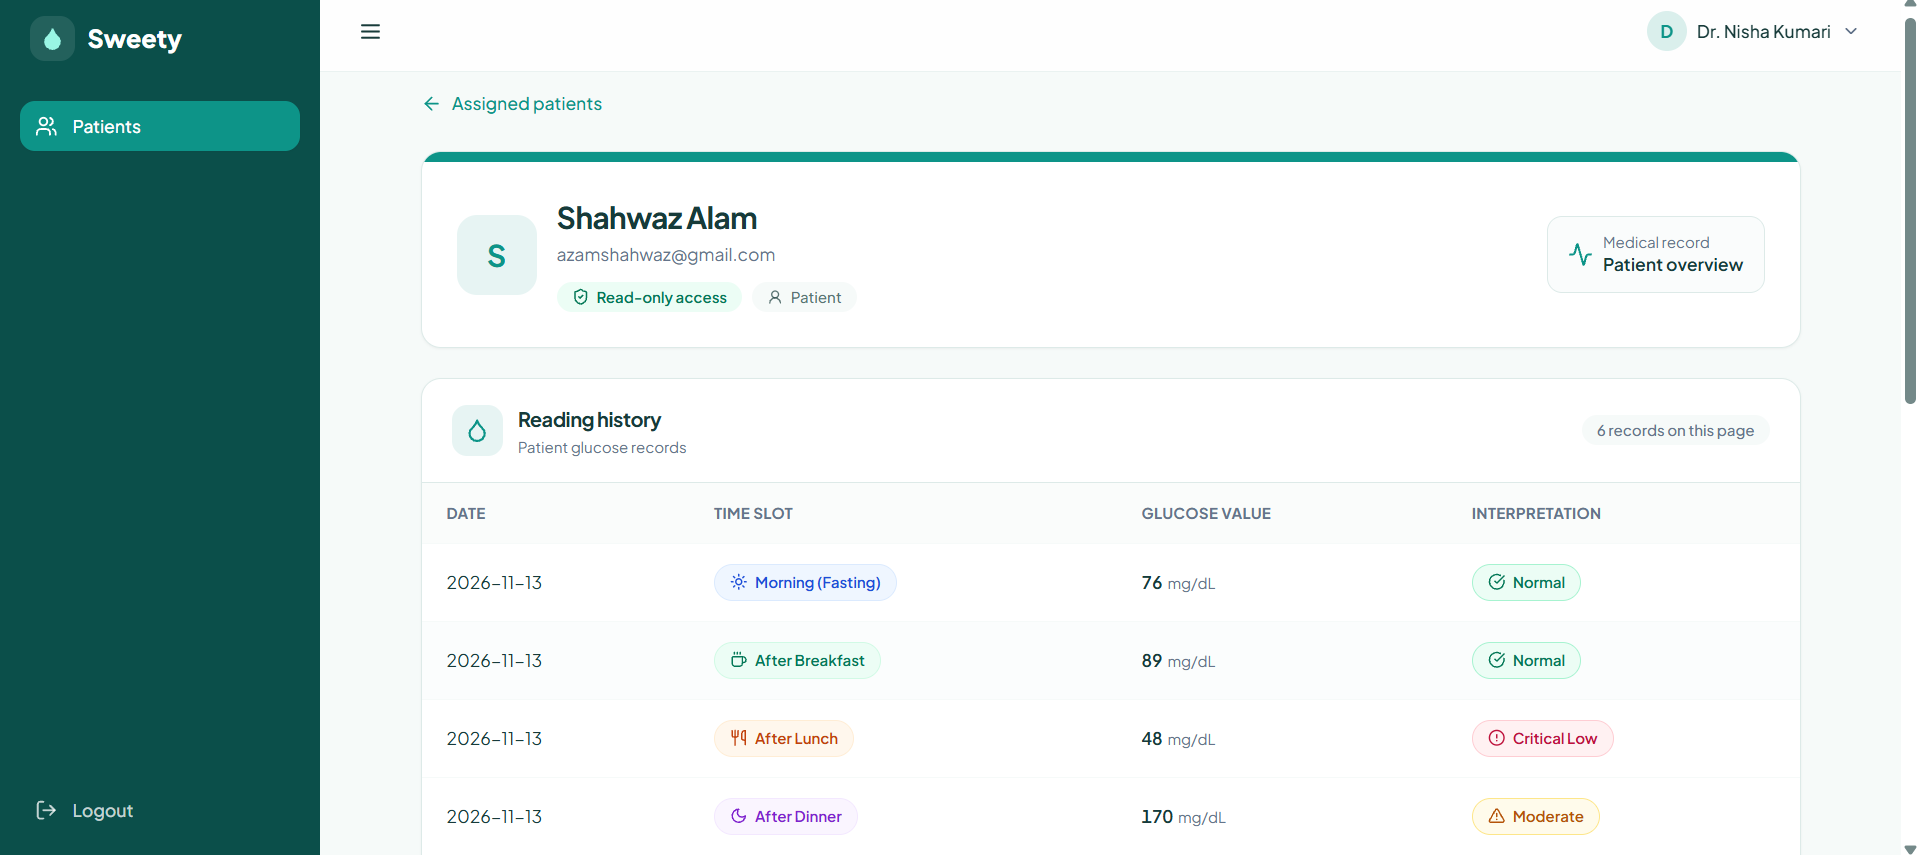 Sweety
Dr. Nisha Kumari
D
Patients
Assigned patients
S
Shahwaz Alam
azamshahwaz@gmail.com
Read-only access
Patient
Medical record
Patient overview
Reading history
Patient glucose records
6 records on this page
DATE TIME SLOT GLUCOSE VALUE INTERPRETATION
2026-11-13 Morning (Fasting) 76 mg/dL Normal
2026-11-13 After Breakfast 89 mg/dL Normal
2026-11-13 After Lunch 48 mg/dL Critical Low
2026-11-13 After Dinner 170 mg/dL Moderate
Logout